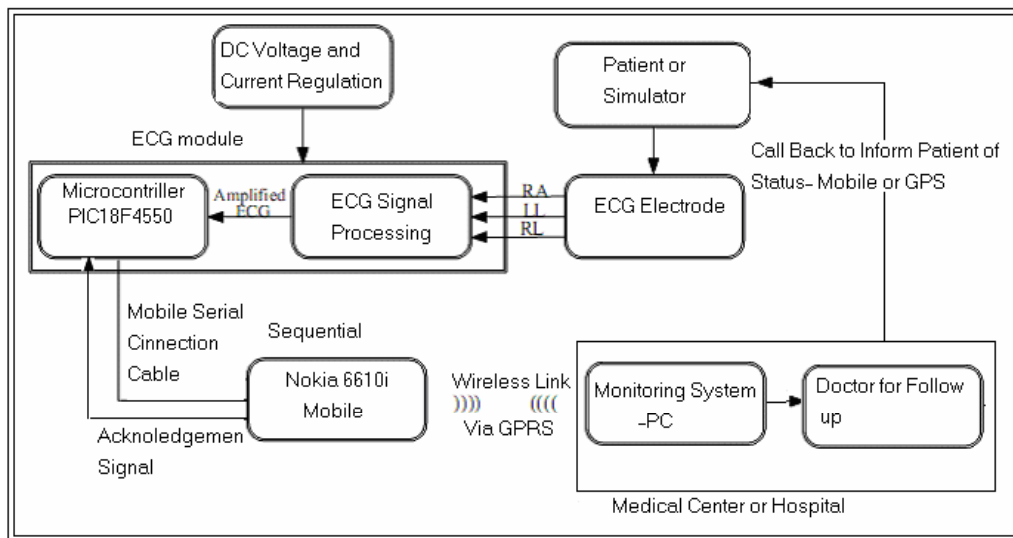 DC Voltage and
Current Regulation
Patient or
Simulator
ECG module
Call Back to Inform Patient of
Status- Mobile or GPS
Microcontriller
PIC18F4550
Amplified
ECG
ECG Signal
Processing
RA
LL
RL
ECG Electrode
Mobile Serial
Cinnection
Cable
Sequential
Nokia 6610i
Mobile
Wireless Link
)))) ((((
Via GPRS
Monitoring System
-PC
Doctor for Follow
up
Acknoledgemen
Signal
Medical Center or Hospital